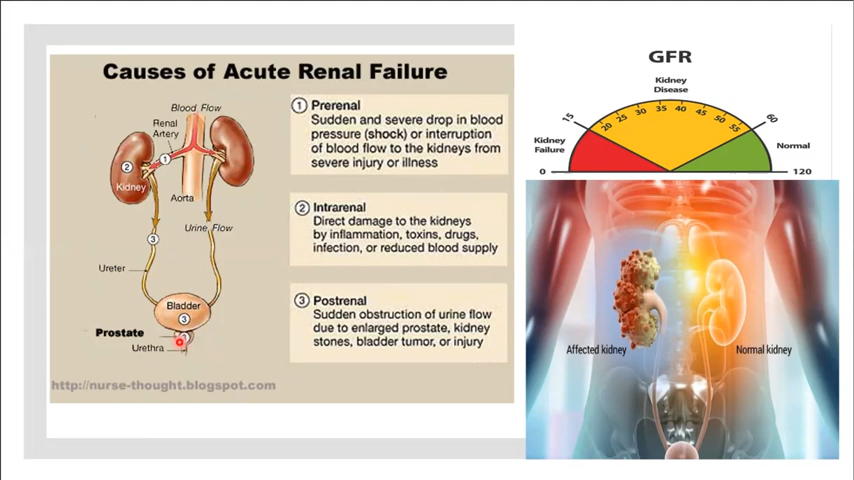 Causes of Acute Renal Failure
Blood Flow
Renal
Artery
1
2
Kidney
Aorta
Urine Flow
3
Ureter
Bladder
3
Prostate
Urethra
1 Prerenal
Sudden and severe drop in blood
pressure (shock) or interruption
of blood flow to the kidneys from
severe injury or illness
2 Intrarenal
Direct damage to the kidneys
by inflammation, toxins, drugs,
infection, or reduced blood supply
3 Postrenal
Sudden obstruction of urine flow
due to enlarged prostate, kidney
stones, bladder tumor, or injury
http://nurse-thought.blogspot.com
GFR
Kidney
Disease
15
20
25
30
35
40
45
50
55
60
Kidney
Failure
Normal
0
120
Affected kidney
Normal kidney